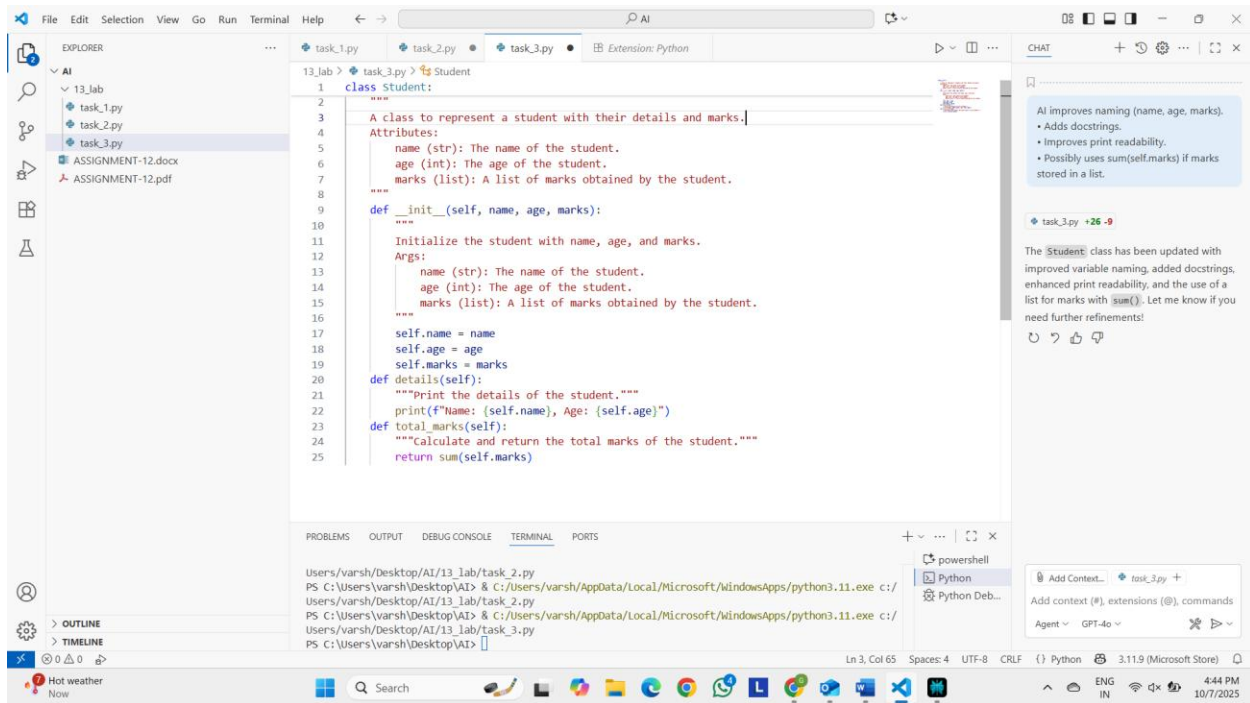 File Edit Selection View Go Run Terminal Help
AI
EXPLORER
AI
13_lab
task_1.py
task_2.py
task_3.py
ASSIGNMENT-12.docx
ASSIGNMENT-12.pdf
OUTLINE
TIMELINE
task_1.py task_2.py task_3.py Extension: Python
13_lab > task_3.py > Student
1 class Student:
2 """
3 A class to represent a student with their details and marks.
4 Attributes:
5 name (str): The name of the student.
6 age (int): The age of the student.
7 marks (list): A list of marks obtained by the student.
8 """
9 def __init__(self, name, age, marks):
10 """
11 Initialize the student with name, age, and marks.
12 Args:
13 name (str): The name of the student.
14 age (int): The age of the student.
15 marks (list): A list of marks obtained by the student.
16 """
17 self.name = name
18 self.age = age
19 self.marks = marks
20 def details(self):
21 """Print the details of the student."""
22 print(f"Name: {self.name}, Age: {self.age}")
23 def total_marks(self):
24 """Calculate and return the total marks of the student."""
25 return sum(self.marks)
PROBLEMS OUTPUT DEBUG CONSOLE TERMINAL PORTS
Users/varsh/Desktop/AI/13_lab/task_2.py
PS C:\Users\varsh\Desktop\AI> & C:/Users/varsh/AppData/Local/Microsoft/WindowsApps/python3.11.exe c:/
Users/varsh/Desktop/AI/13_lab/task_2.py
PS C:\Users\varsh\Desktop\AI> & C:/Users/varsh/AppData/Local/Microsoft/WindowsApps/python3.11.exe c:/
Users/varsh/Desktop/AI/13_lab/task_3.py
PS C:\Users\varsh\Desktop\AI>
powershell
Python
Python Deb...
CHAT
AI improves naming (name, age, marks).
• Adds docstrings.
• Improves print readability.
• Possibly uses sum(self.marks) if marks
stored in a list.
task_3.py +26 -9
The Student class has been updated with
improved variable naming, added docstrings,
enhanced print readability, and the use of a
list for marks with sum(). Let me know if you
need further refinements!
Add Context... task_3.py +
Add context (#), extensions (@), commands
Agent GPT-4o
0 0 Ln 3, Col 65 Spaces: 4 UTF-8 CRLF {} Python 3.11.9 (Microsoft Store)
7 Hot weather
Now
Search
ENG
IN
4:44 PM
10/7/2025